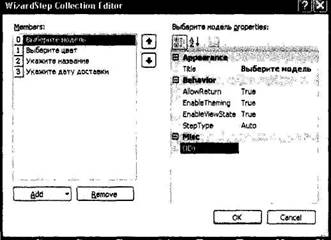 WizardStep Collection Editor
Members:
0 Выберите модель
1 Выберите цвет
2 Укажите название
3 Укажите дату доставки
Add
Remove
Выберите модель properties:
Appearance
Title Выберите модель
Behavior
AllowReturn True
EnableTheming True
EnableViewState True
StepType Auto
Misc
(ID)
OK
Cancel